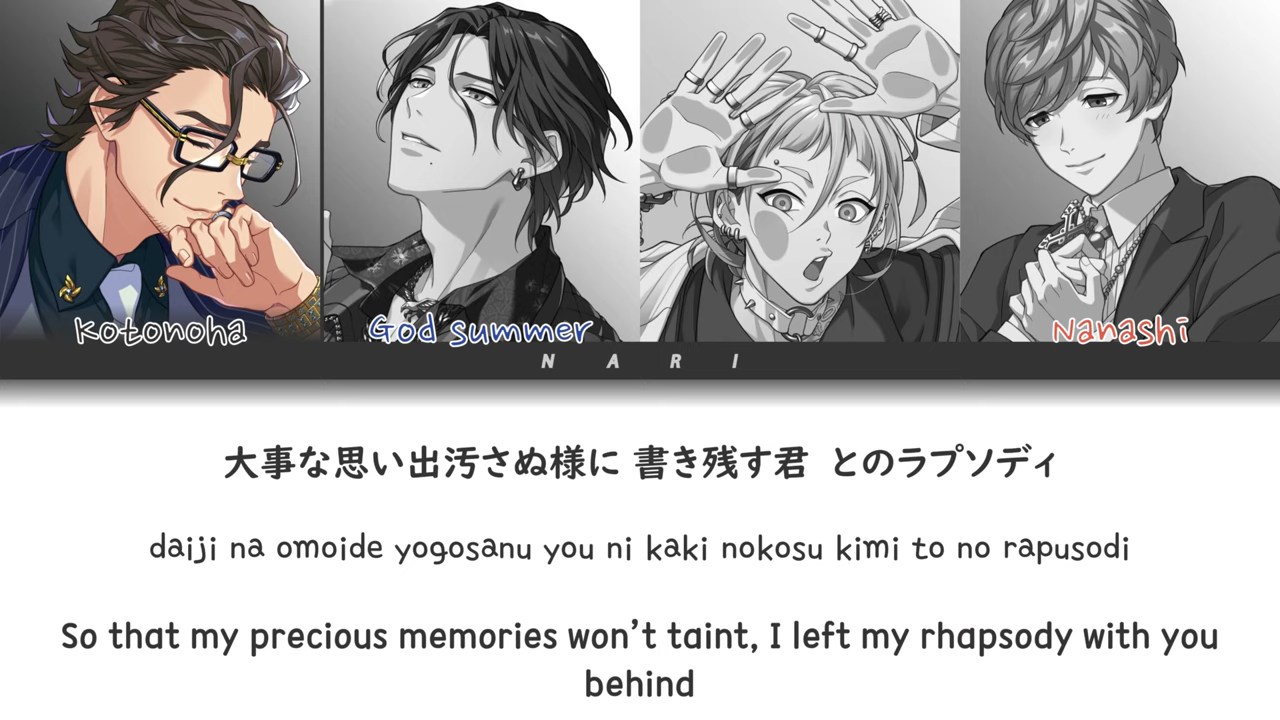 Kotonoha
God summer
Nanashi
N A R I
大事な思い出汚さぬ様に 書き残す君 とのラプソディ
daiji na omoide yogosanu you ni kaki nokosu kimi to no rapusodi
So that my precious memories won't taint, I left my rhapsody with you
behind